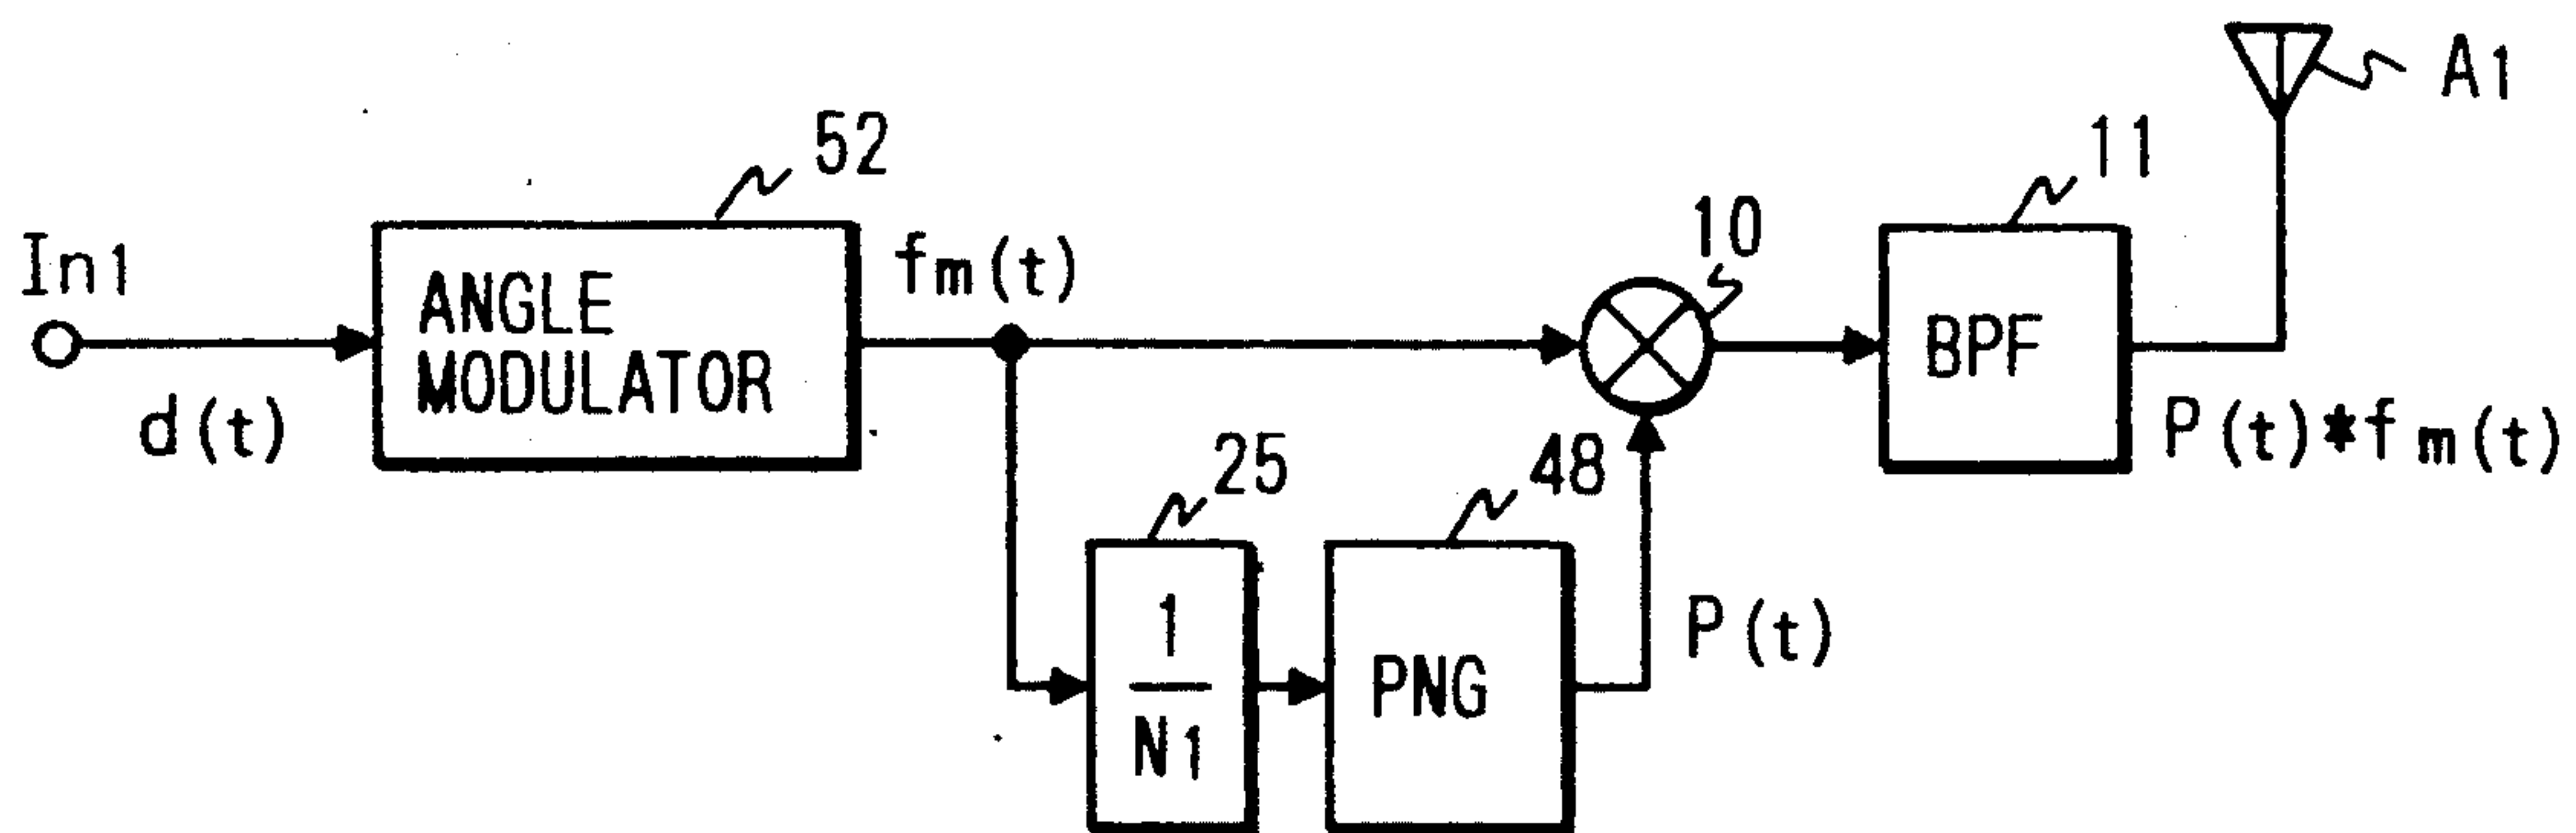 A1
52
11
10
In1
fm(t)
ANGLE
MODULATOR
BPF
d(t)
P(t)*fm(t)
25
48
1
N1
PNG
P(t)